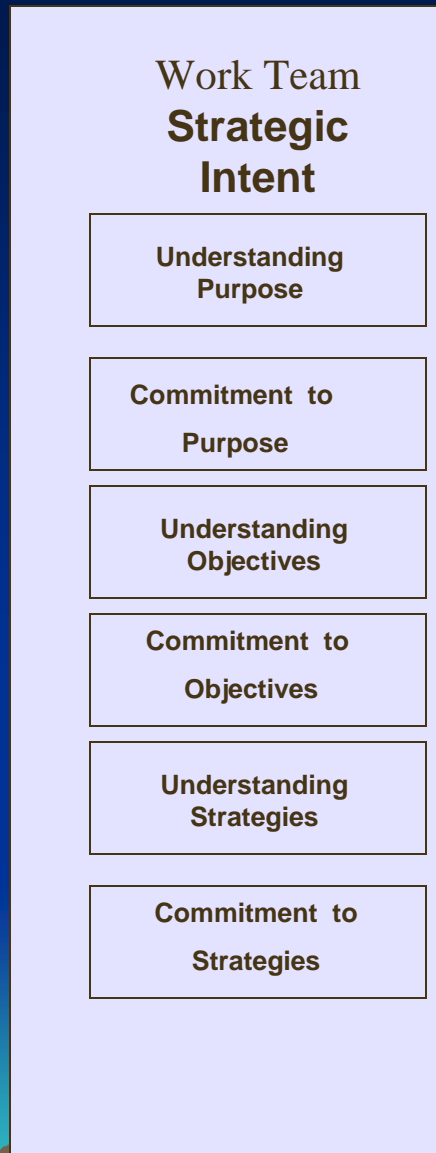 Work Team
Strategic
Intent
Understanding
Purpose
Commitment to
Purpose
Understanding
Objectives
Commitment to
Objectives
Understanding
Strategies
Commitment to
Strategies